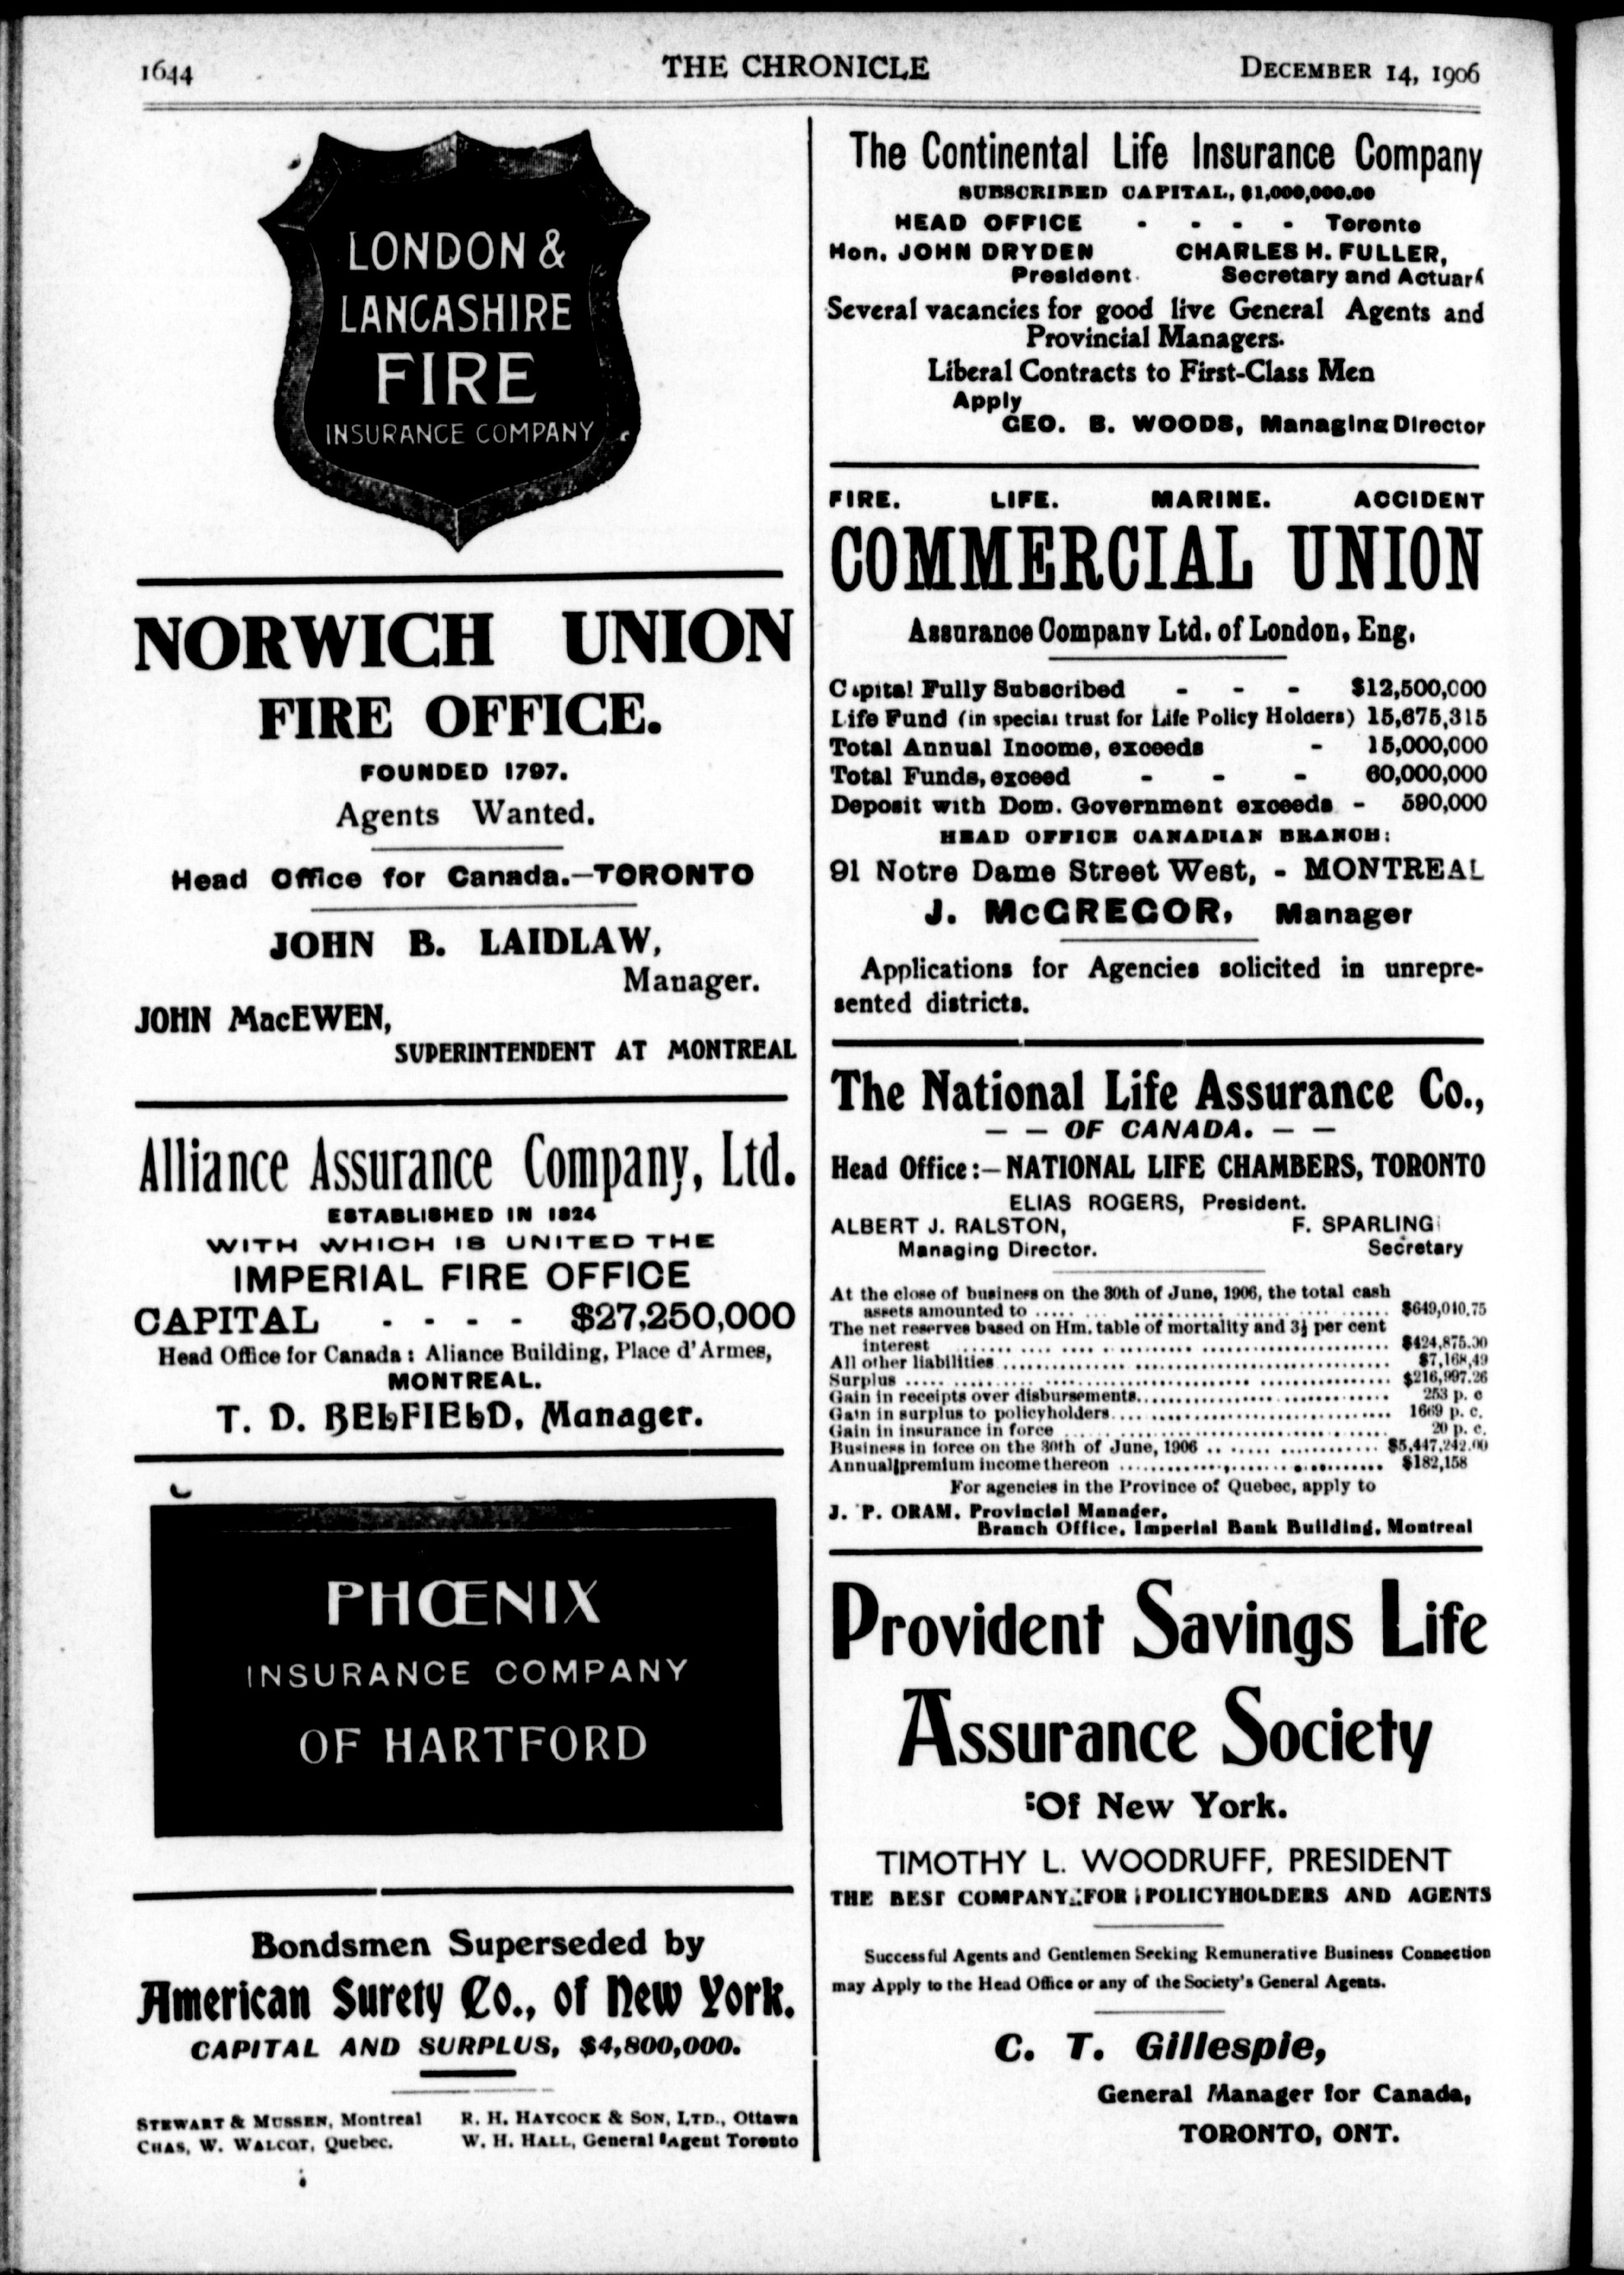 1644 THE CHRONICLE DECEMBER 14, 1906
LONDON &
LANCASHIRE
FIRE
INSURANCE COMPANY
NORWICH UNION
FIRE OFFICE.
FOUNDED 1797.
Agents Wanted.
Head Office for Canada.—TORONTO
JOHN B. LAIDLAW,
Manager.
JOHN MacEWEN,
SUPERINTENDENT AT MONTREAL
Alliance Assurance Company, Ltd.
ESTABLISHED IN 1824
WITH WHICH IS UNITED THE
IMPERIAL FIRE OFFICE
CAPITAL - - - - $27,250,000
Head Office for Canada : Aliance Building, Place d'Armes,
MONTREAL.
T. D. BELFIELD, Manager.
PHŒNIX
INSURANCE COMPANY
OF HARTFORD
Bondsmen Superseded by
American Surety Co., of New York.
CAPITAL AND SURPLUS, $4,800,000.
STEWART & MUSSEN, Montreal R. H. HAYCOCK & SON, LTD., Ottawa
CHAS, W. WALCOT, Quebec. W. H. HALL, General Agent Toronto
The Continental Life Insurance Company
SUBSCRIBED CAPITAL, $1,000,000.00
HEAD OFFICE - - - - Toronto
Hon. JOHN DRYDEN CHARLES H. FULLER,
President. Secretary and Actuary
Several vacancies for good live General Agents and
Provincial Managers.
Liberal Contracts to First-Class Men
Apply
GEO. B. WOODS, Managing Director
FIRE. LIFE. MARINE. ACCIDENT
COMMERCIAL UNION
Assurance Company Ltd. of London, Eng.
Capital Fully Subscribed - - - $12,500,000
Life Fund (in special trust for Life Policy Holders) 15,675,315
Total Annual Income, exceeds - 15,000,000
Total Funds, exceed - - - 60,000,000
Deposit with Dom. Government exceeds - 590,000
HEAD OFFICE CANADIAN BRANCH:
91 Notre Dame Street West, - MONTREAL
J. McGREGOR, Manager
Applications for Agencies solicited in unrepre-
sented districts.
The National Life Assurance Co.,
— — OF CANADA. — —
Head Office :— NATIONAL LIFE CHAMBERS, TORONTO
ELIAS ROGERS, President.
ALBERT J. RALSTON, F. SPARLING
Managing Director. Secretary
At the close of business on the 30th of June, 1906, the total cash
assets amounted to ..... $649,010.75
The net reserves based on Hm. table of mortality and 3½ per cent
interest ..... $424,875.30
All other liabilities ..... $7,168,49
Surplus ..... $216,997.26
Gain in receipts over disbursements ..... 253 p. c
Gain in surplus to policyholders ..... 1669 p. c.
Gain in insurance in force ..... 20 p. c.
Business in force on the 30th of June, 1906 ..... $5,447,242.00
Annual premium income thereon ..... $182,158
For agencies in the Province of Quebec, apply to
J. P. ORAM. Provincial Manager,
Branch Office, Imperial Bank Building, Montreal
Provident Savings Life
Assurance Society
Of New York.
TIMOTHY L. WOODRUFF, PRESIDENT
THE BEST COMPANY FOR POLICYHOLDERS AND AGENTS
Successful Agents and Gentlemen Seeking Remunerative Business Connection
may Apply to the Head Office or any of the Society's General Agents.
C. T. Gillespie,
General Manager for Canada,
TORONTO, ONT.